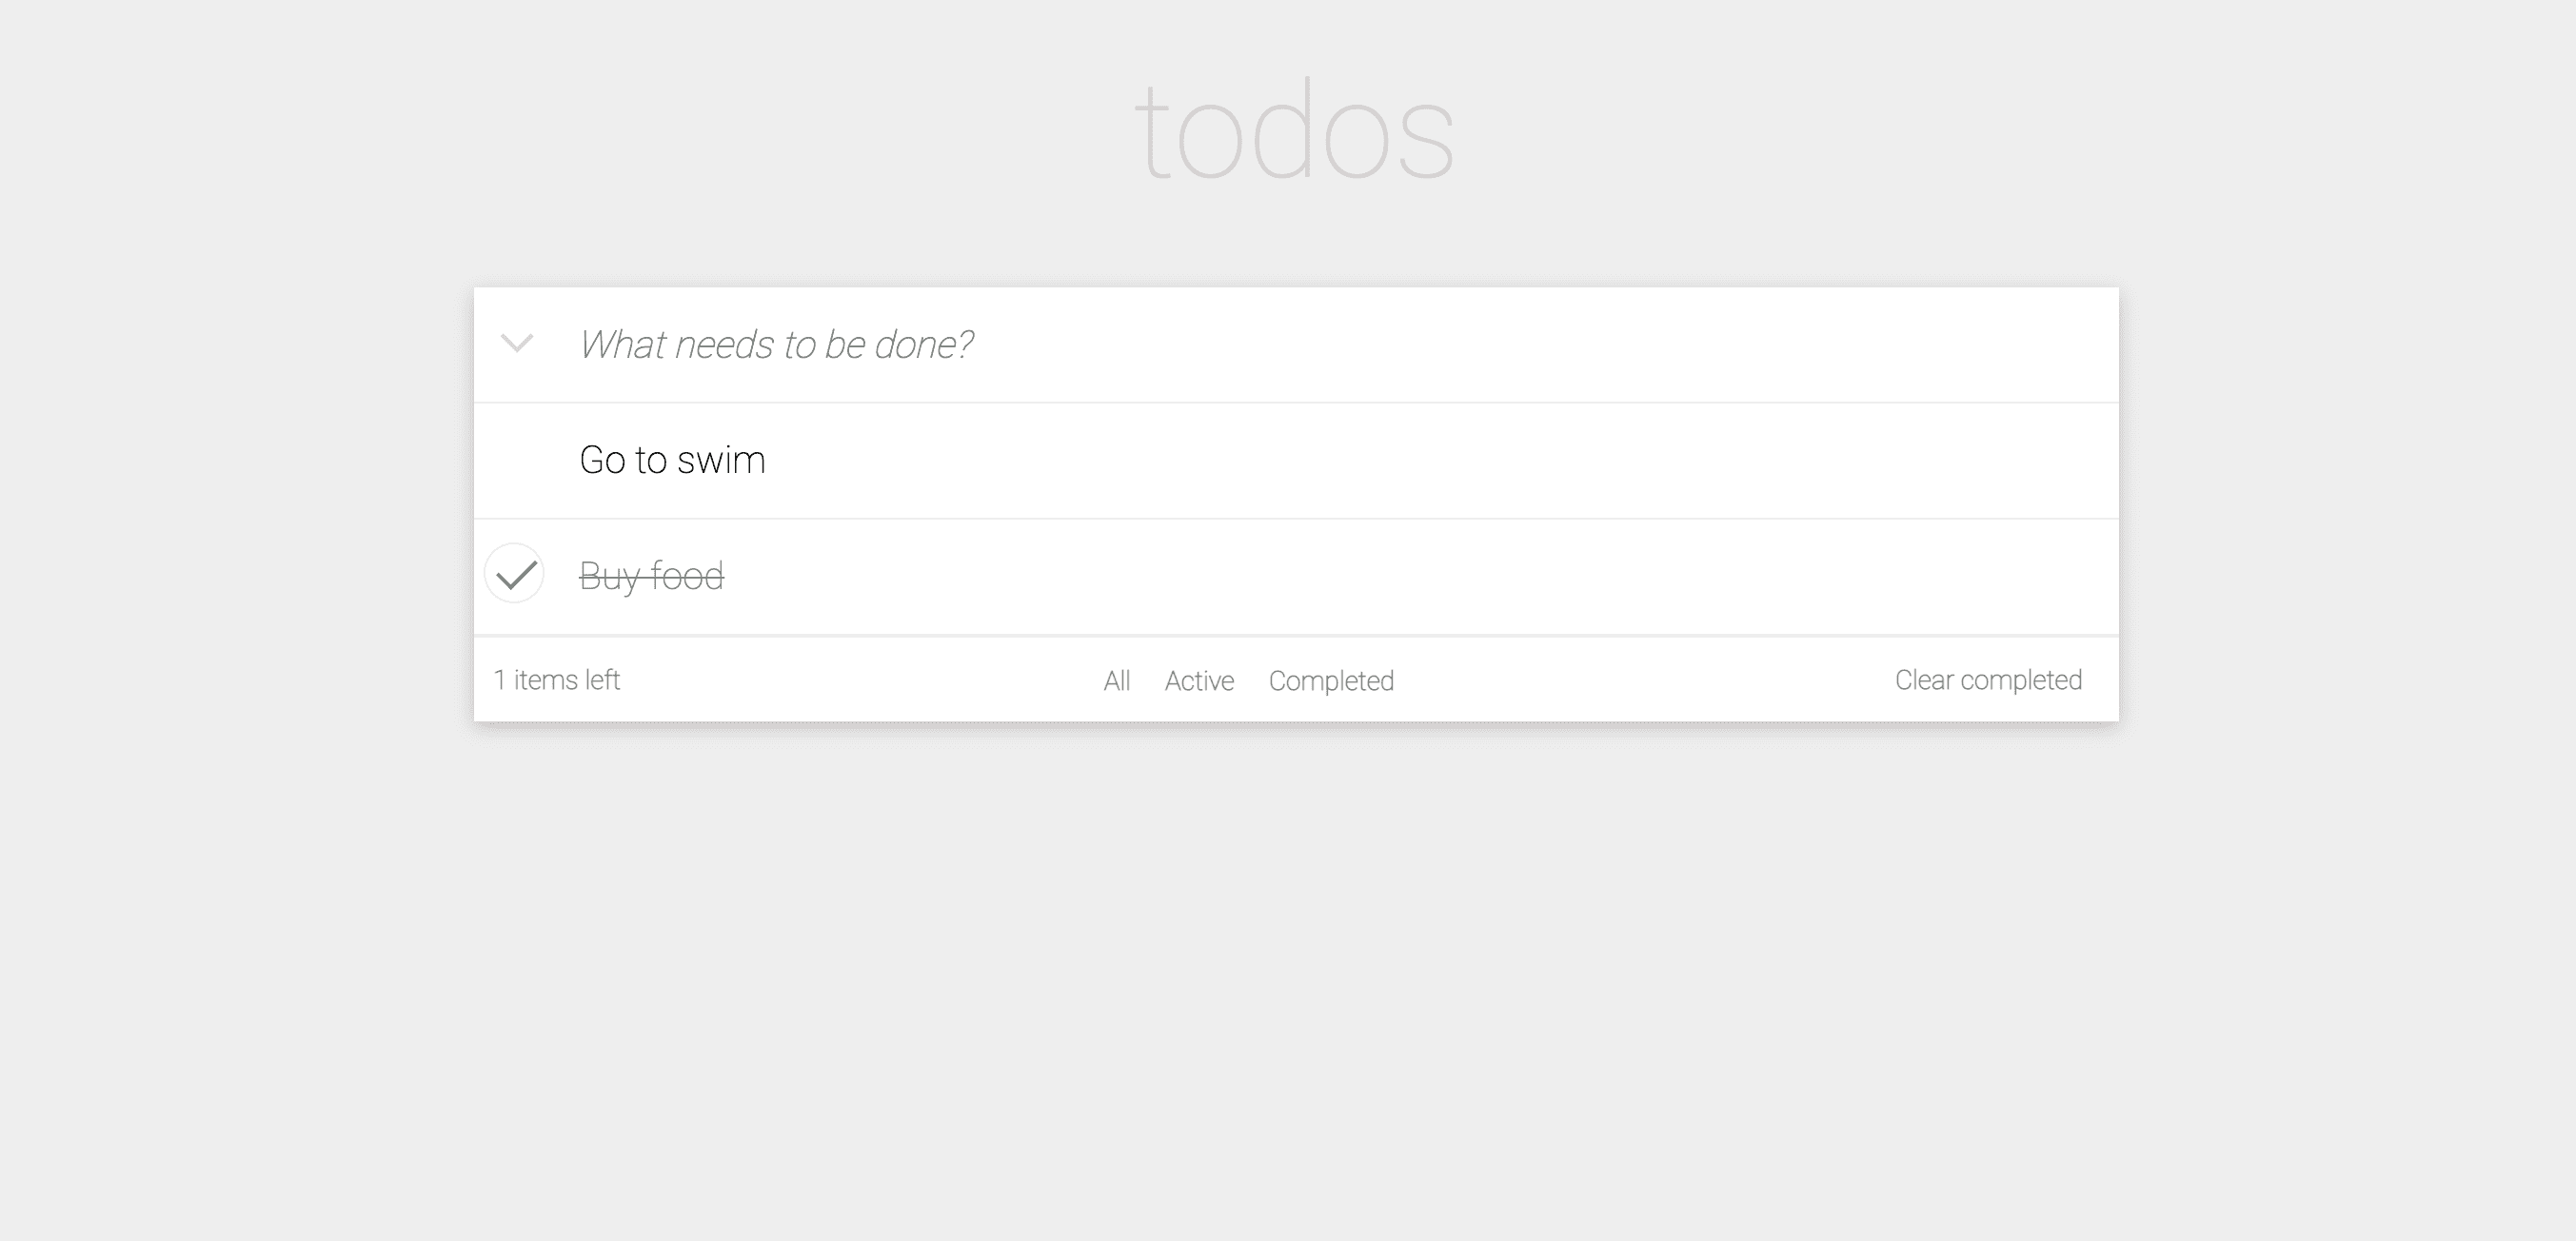 todos
What needs to be done?
Go to swim
Buy food
1 items left All Active Completed Clear completed